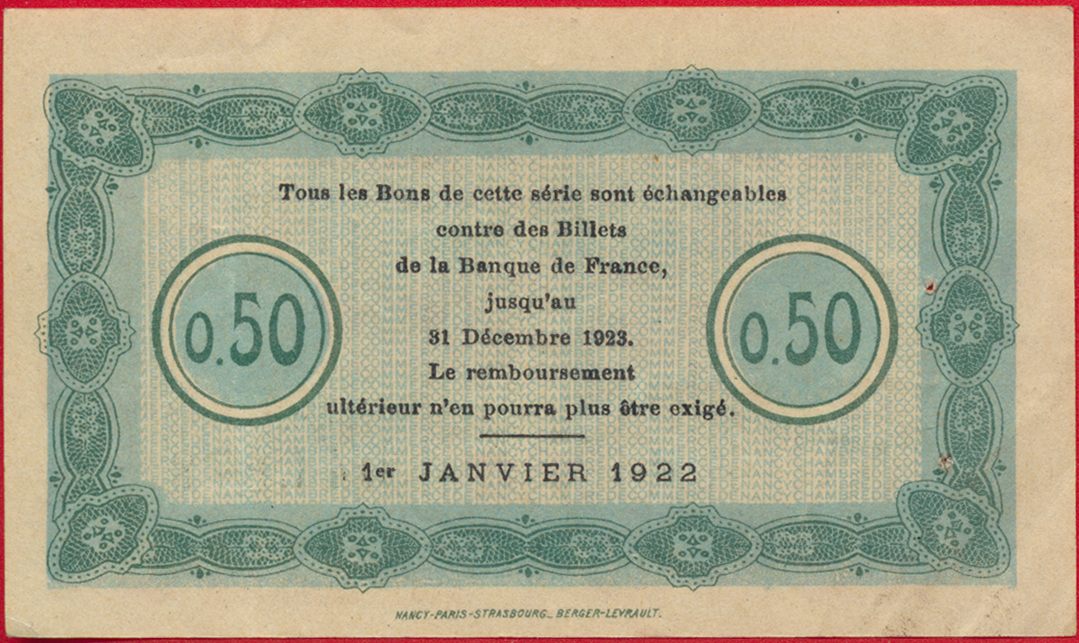 Tous les Bons de cette série sont échangeables
contre des Billets
de la Banque de France,
0.50
jusqu'au
0.50
31 Décembre 1923.
Le remboursement
ultérieur n'en pourra plus être exigé.
1er JANVIER 1922
NANCY-PARIS-STRASBOURG_ BERGER-LEVRAULT.